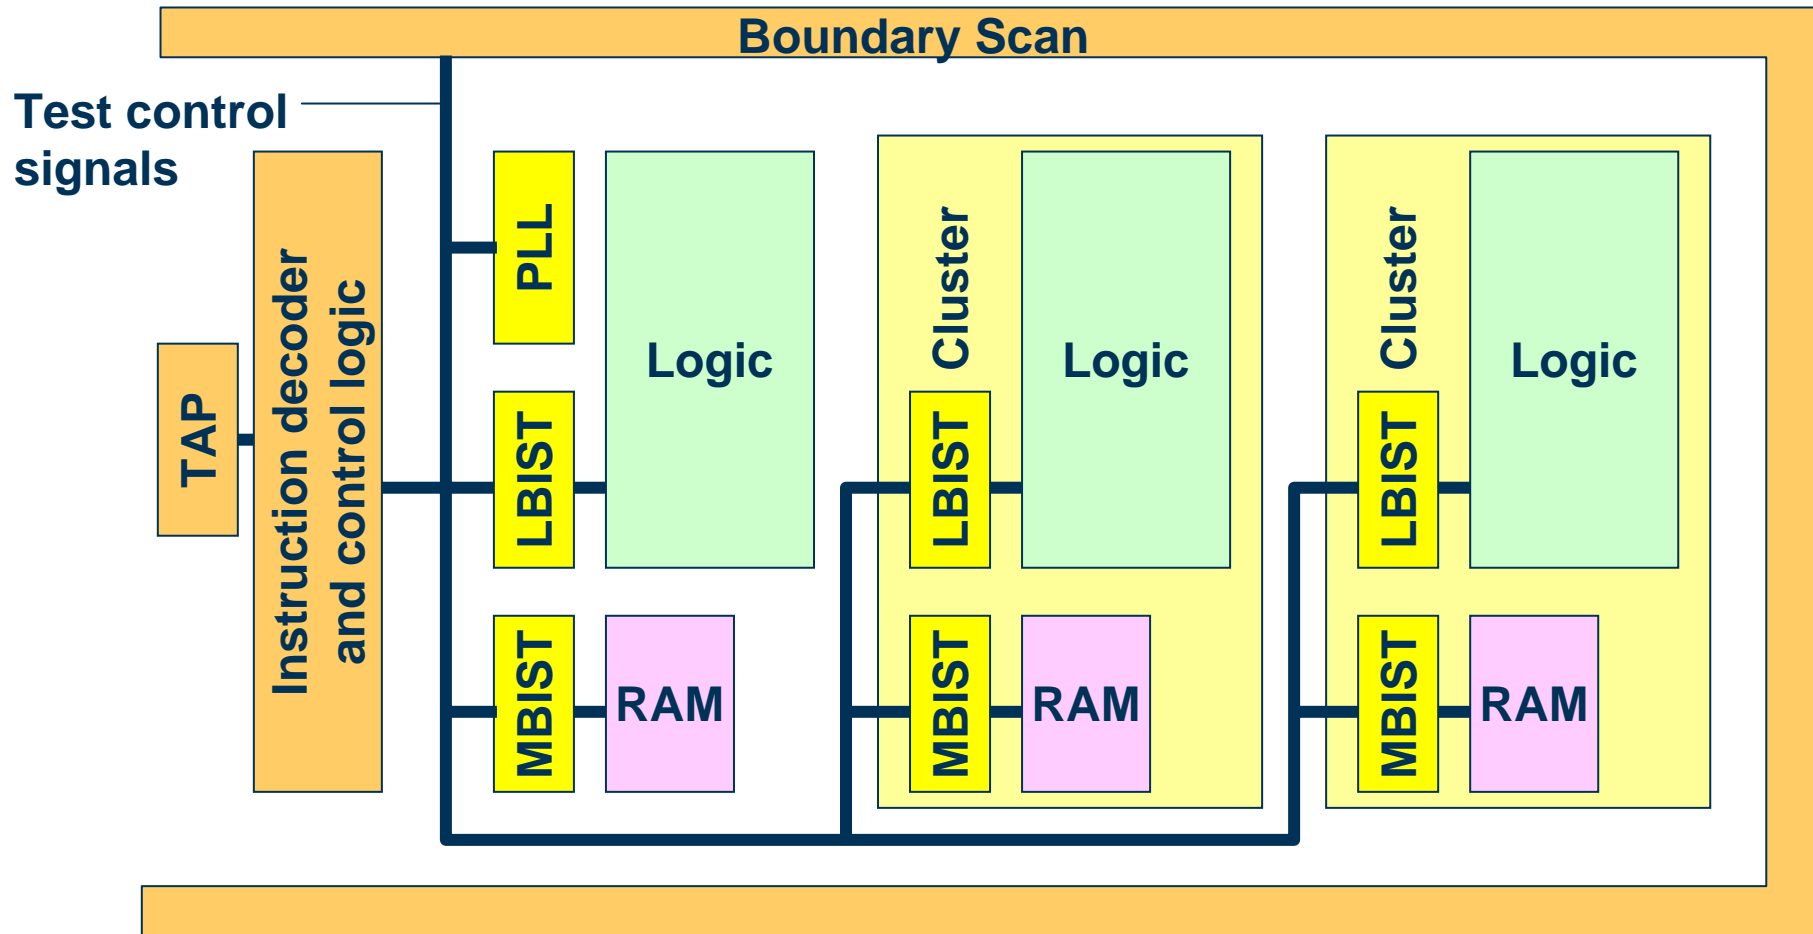 Boundary Scan
Test control
signals
TAP
Instruction decoder
and control logic
PLL
LBIST
MBIST
Logic
RAM
Cluster
LBIST
MBIST
Logic
RAM
Cluster
LBIST
MBIST
Logic
RAM